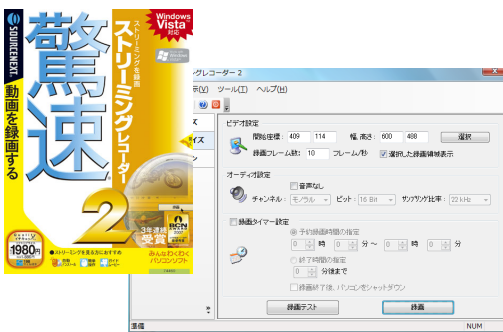 SOURCENEXT
動画を録画する
驚速
ストリーミングを録画
ストリーミングレコーダー
2
Windows
Vista
対応
3年連続
受賞
BCN
AWARD
2007
1980円
●ストリーミングを見る方におすすめ
みんなわくわく
パソコンソフト
グレコーダー 2
示(V) ツール(T) ヘルプ(H)
ビデオ設定
開始座標: 409 114 幅,高さ: 600 488 選択
録画フレーム数: 10 フレーム/秒 選択した録画領域表示
オーディオ設定
音声なし
チャンネル: モノラル ビット: 16 Bit サンプリング比率: 22 kHz
録画タイマー設定
予約録画時間の指定
0 時 0 分 ～ 0 時 0 分
終了時間の指定
0 分後まで
録画終了後、パソコンをシャットダウン
録画テスト 録画
準備 NUM